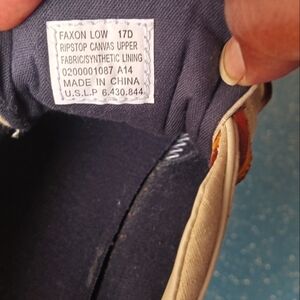 FAXON LOW 17D
RIPSTOP CANVAS UPPER
FABRIC/SYNTHETIC LINING
0200001087 A14
MADE IN CHINA
U.S.L.P 6.430.844